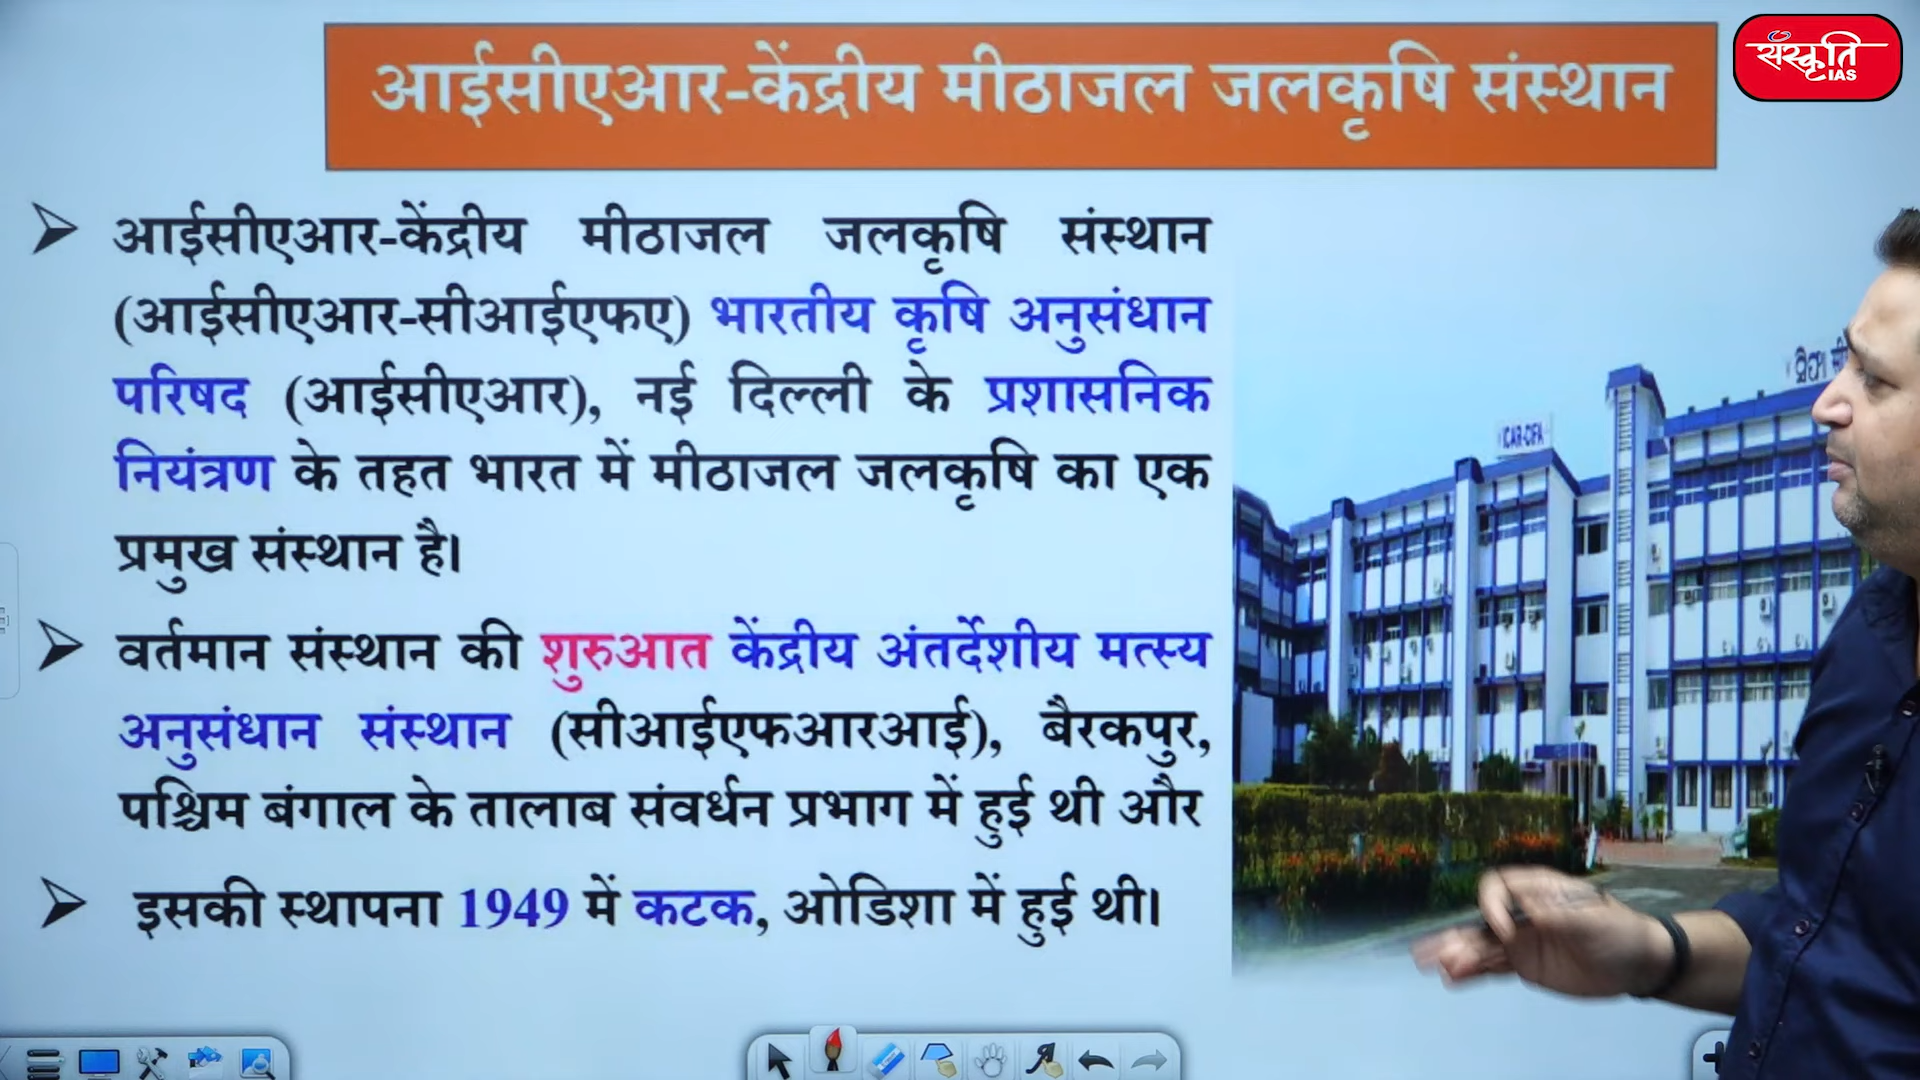 आईसीएआर-केंद्रीय मीठाजल जलकृषि संस्थान
संस्कृति
IAS
आईसीएआर-केंद्रीय मीठाजल जलकृषि संस्थान
(आईसीएआर-सीआईएफए) भारतीय कृषि अनुसंधान
परिषद (आईसीएआर), नई दिल्ली के प्रशासनिक
नियंत्रण के तहत भारत में मीठाजल जलकृषि का एक
प्रमुख संस्थान है।
वर्तमान संस्थान की शुरुआत केंद्रीय अंतर्देशीय मत्स्य
अनुसंधान संस्थान (सीआईएफआरआई), बैरकपुर,
पश्चिम बंगाल के तालाब संवर्धन प्रभाग में हुई थी और
इसकी स्थापना 1949 में कटक, ओडिशा में हुई थी।
ICAR-CIFA